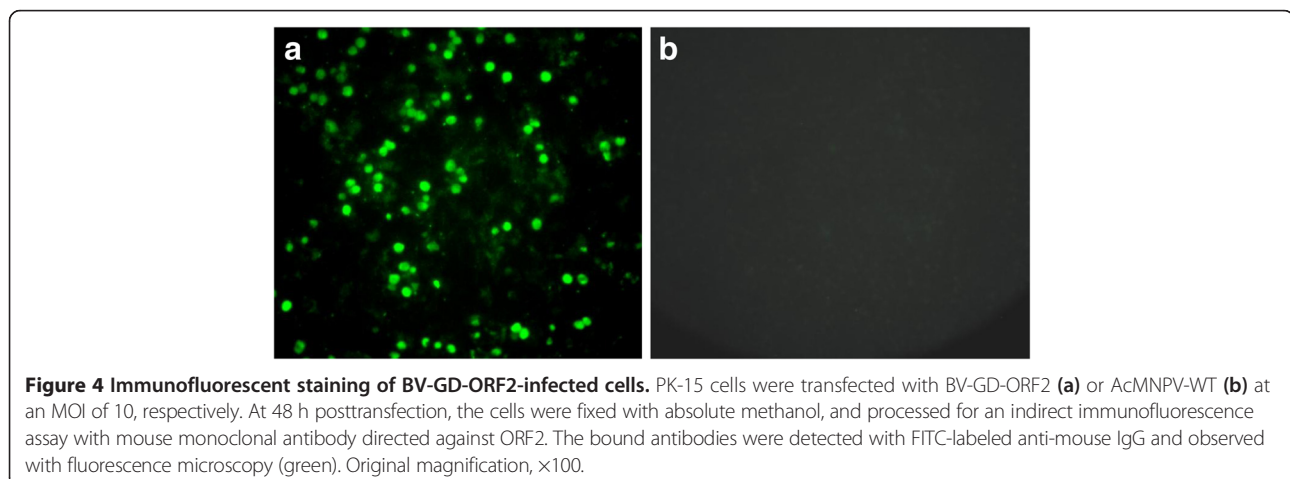 a
b
Figure 4 Immunofluorescent staining of BV-GD-ORF2-infected cells. PK-15 cells were transfected with BV-GD-ORF2 (a) or AcMNPV-WT (b) at
an MOI of 10, respectively. At 48 h posttransfection, the cells were fixed with absolute methanol, and processed for an indirect immunofluorescence
assay with mouse monoclonal antibody directed against ORF2. The bound antibodies were detected with FITC-labeled anti-mouse IgG and observed
with fluorescence microscopy (green). Original magnification, ×100.